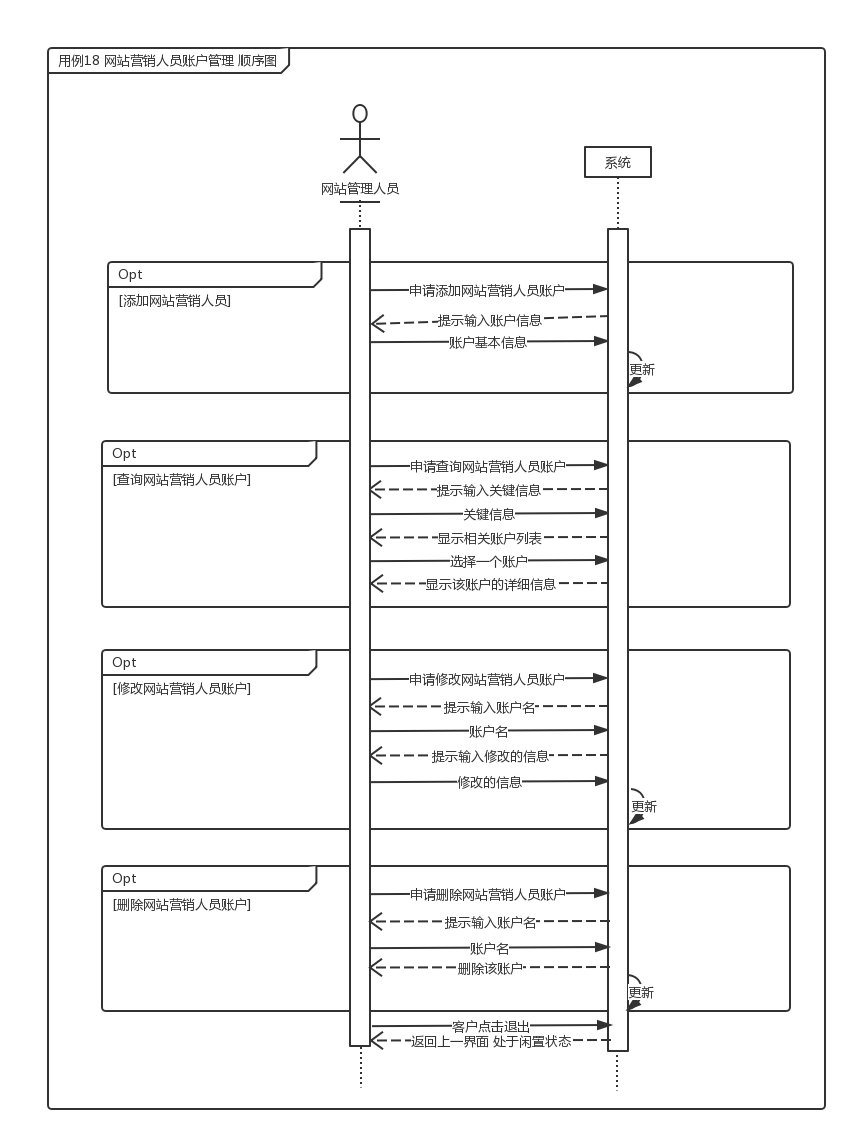 用例18 网站营销人员账户管理 顺序图
系统
网站管理人员
Opt
[添加网站营销人员]
申请添加网站营销人员账户
提示输入账户信息
账户基本信息
更新
Opt
[查询网站营销人员账户]
申请查询网站营销人员账户
提示输入关键信息
关键信息
显示相关账户列表
选择一个账户
显示该账户的详细信息
Opt
[修改网站营销人员账户]
申请修改网站营销人员账户
提示输入账户名
账户名
提示输入修改的信息
修改的信息
更新
Opt
[删除网站营销人员账户]
申请删除网站营销人员账户
提示输入账户名
账户名
删除该账户
更新
客户点击退出
返回上一界面 处于闲置状态